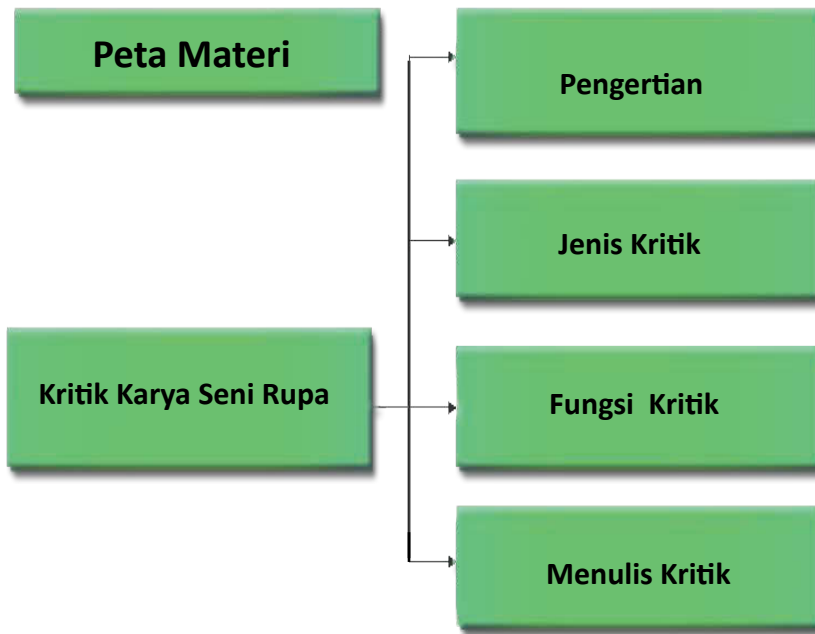 Peta Materi
Pengertian
Jenis Kritik
Kritik Karya Seni Rupa
Fungsi Kritik
Menulis Kritik